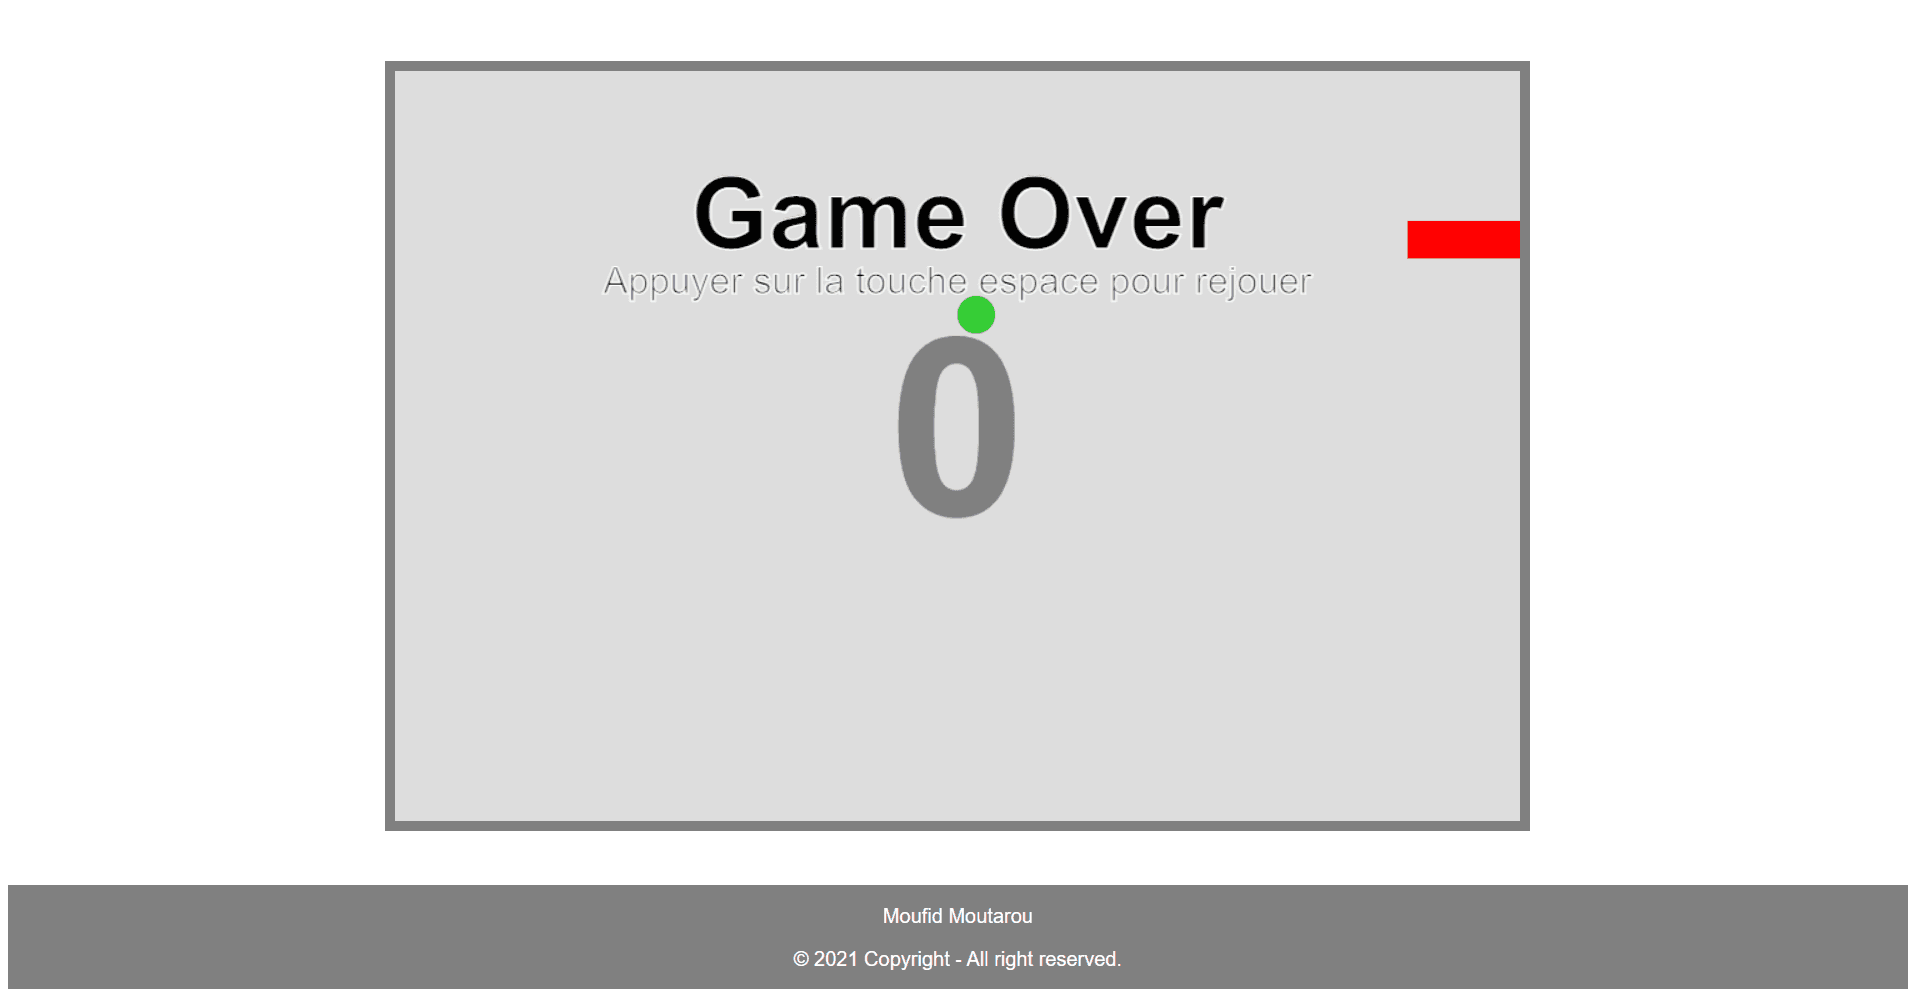 Game Over
Appuyer sur la touche espace pour rejouer
0
Moufid Moutarou
© 2021 Copyright - All right reserved.